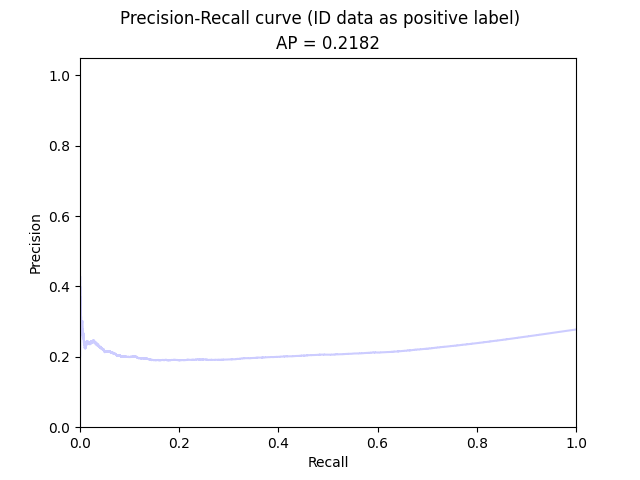 Precision-Recall curve (ID data as positive label)
AP = 0.2182
1.0
0.8
0.6
0.4
0.2
0.0
Precision
0.0 0.2 0.4 0.6 0.8 1.0
Recall